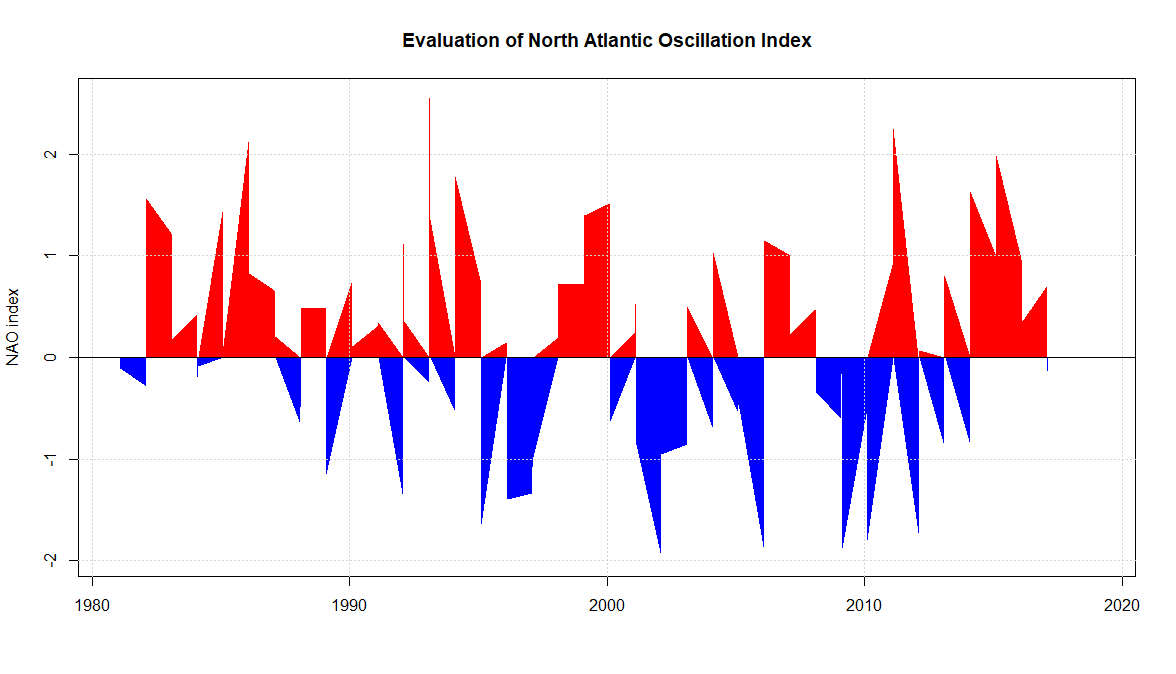 Evaluation of North Atlantic Oscillation Index
NAO index
2
1
0
-1
-2
1980 1990 2000 2010 2020